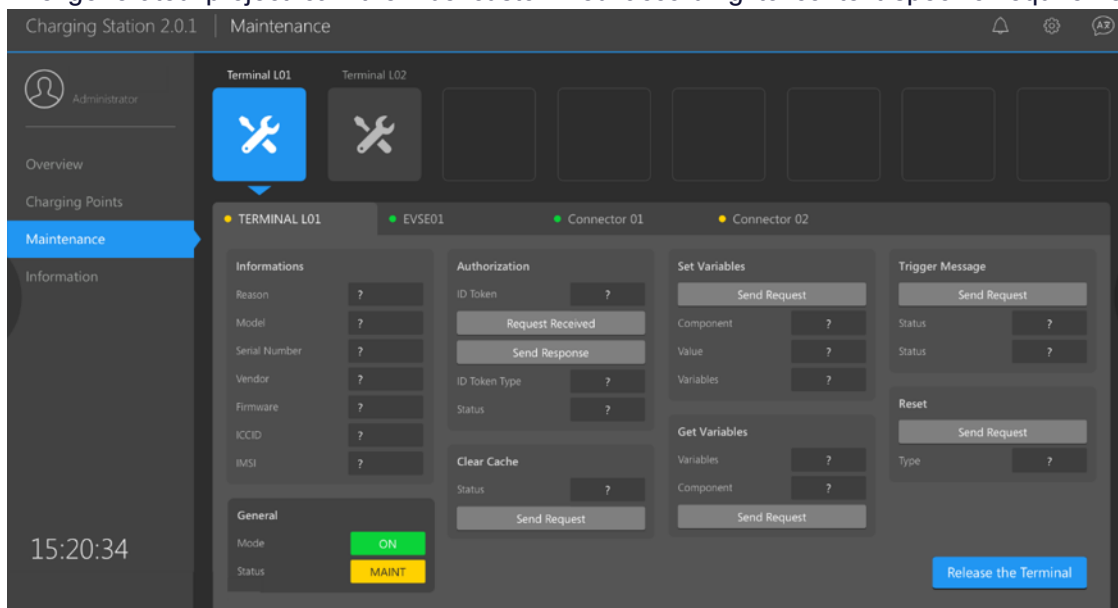 Charging Station 2.0.1 | Maintenance
AZ
Administrator
Overview
Charging Points
Maintenance
Information
15:20:34
Terminal L01
Terminal L02
TERMINAL L01
EVSE01
Connector 01
Connector 02
Informations
Reason ?
Model ?
Serial Number ?
Vendor ?
Firmware ?
ICCID ?
IMSI ?
General
Mode ON
Status MAINT
Authorization
ID Token ?
Request Received
Send Response
ID Token Type ?
Status ?
Clear Cache
Status ?
Send Request
Set Variables
Send Request
Component ?
Value ?
Variables ?
Get Variables
Variables ?
Component ?
Send Request
Trigger Message
Send Request
Status ?
Status ?
Reset
Send Request
Type ?
Release the Terminal